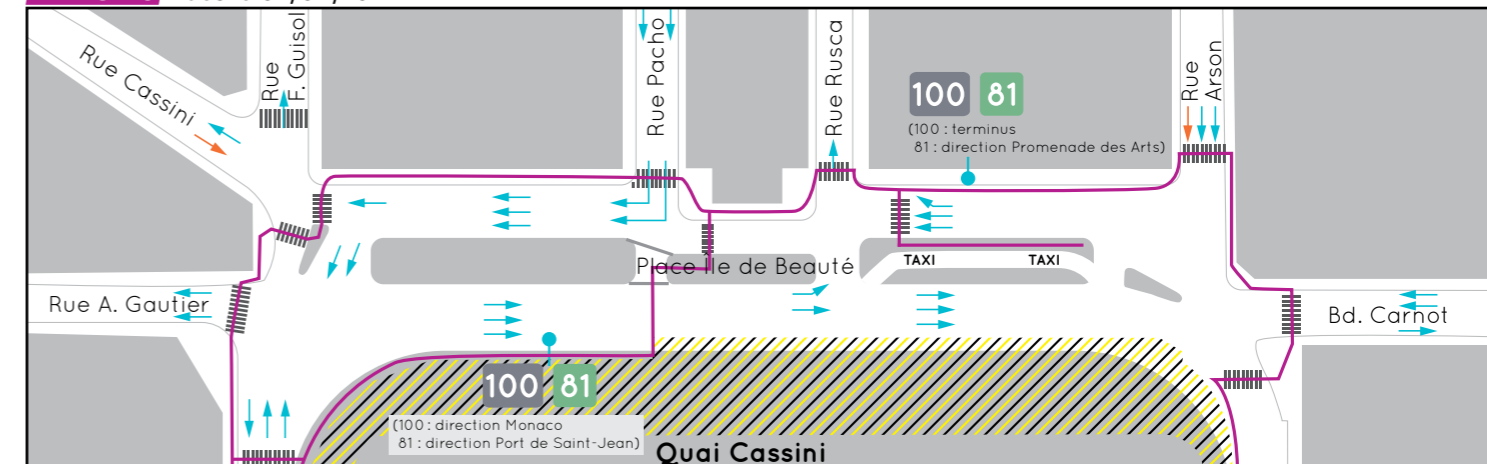 Rue Cassini
Rue
F. Guisol
Rue Pacho
Rue Rusca
100 81
(100 : terminus
81 : direction Promenade des Arts)
Rue
Arson
Place Île de Beauté
TAXI TAXI
Rue A. Gautier
Bd. Carnot
100 81
(100 : direction Monaco
81 : direction Port de Saint-Jean)
Quai Cassini